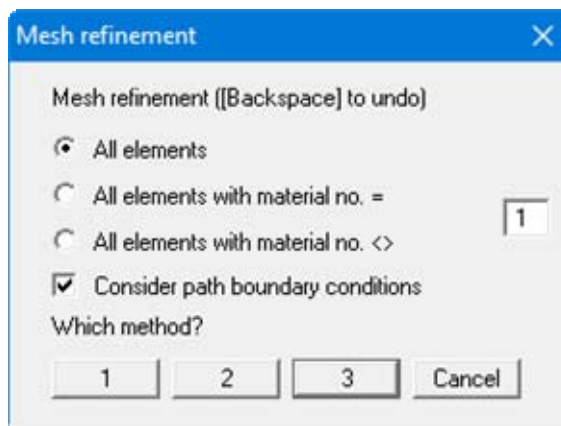 Mesh refinement
Mesh refinement ([Backspace] to undo)
All elements
All elements with material no. =
1
All elements with material no. <>
Consider path boundary conditions
Which method?
1 2 3 Cancel